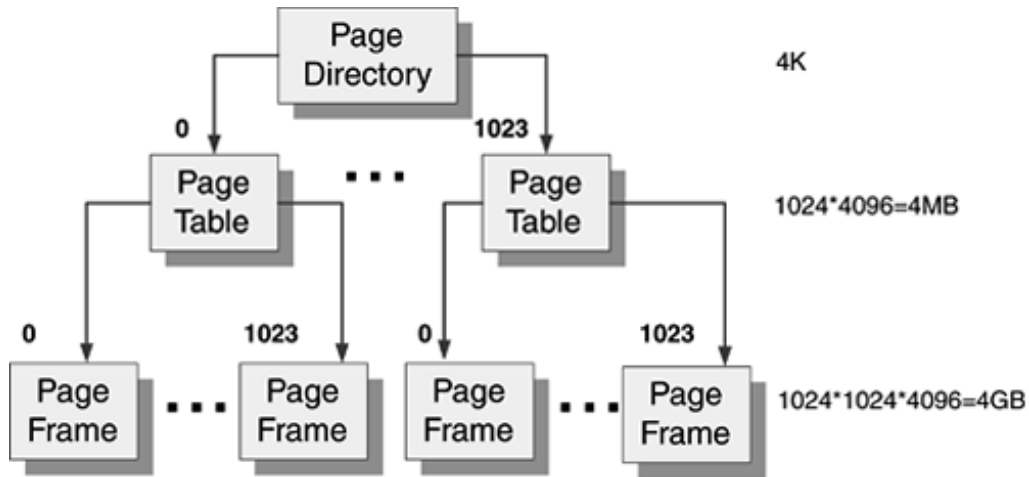 Page
Directory
4K
0
1023
Page
Table
Page
Table
1024*4096=4MB
0
1023
0
1023
Page
Frame
Page
Frame
Page
Frame
Page
Frame
1024*1024*4096=4GB